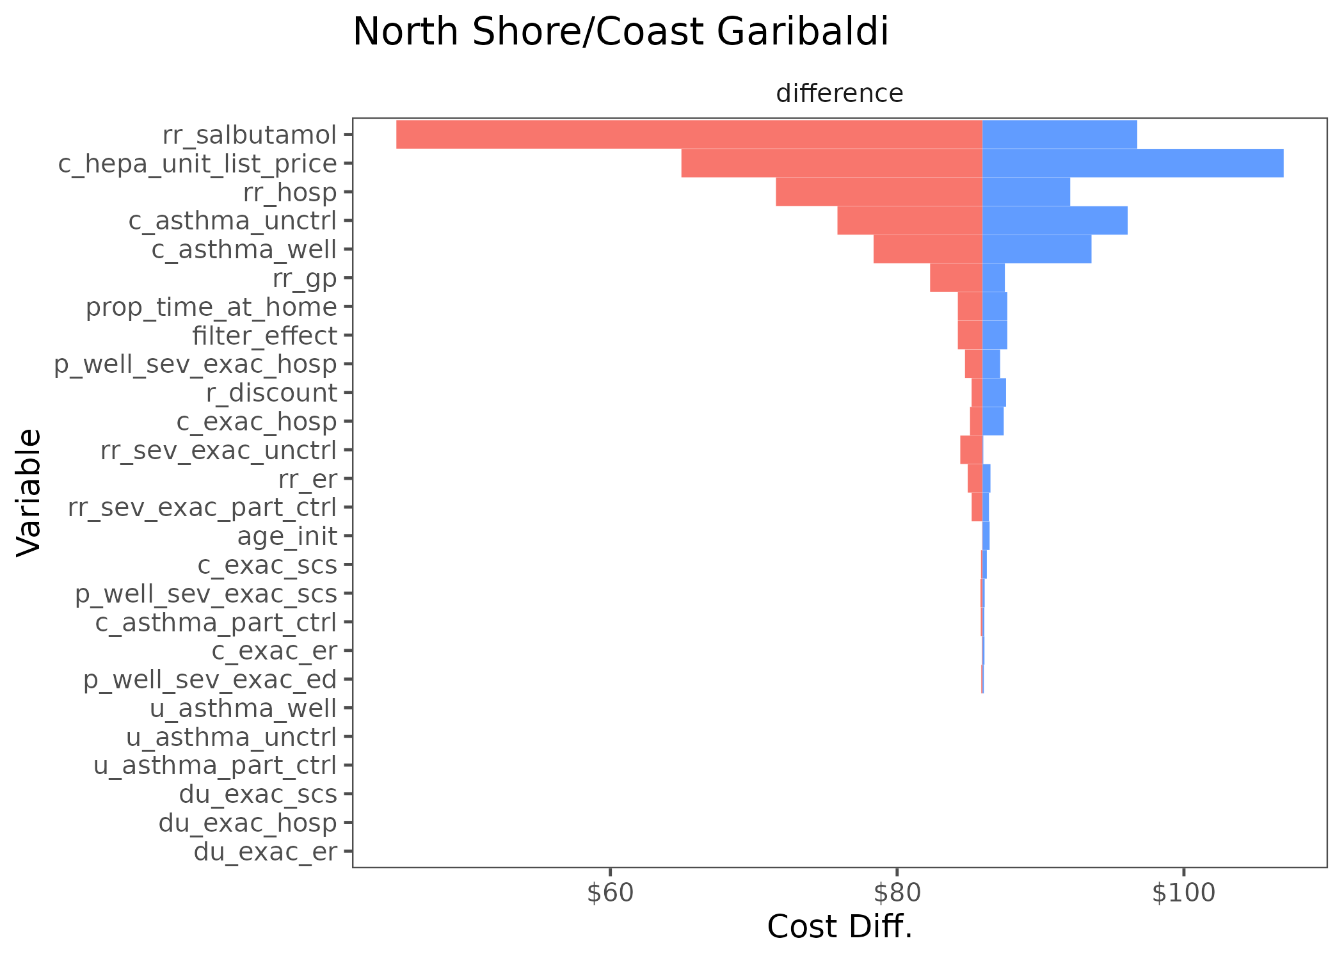 North Shore/Coast Garibaldi
difference
rr_salbutamol
c_hepa_unit_list_price
rr_hosp
c_asthma_unctrl
c_asthma_well
rr_gp
prop_time_at_home
filter_effect
p_well_sev_exac_hosp
r_discount
c_exac_hosp
rr_sev_exac_unctrl
rr_er
rr_sev_exac_part_ctrl
age_init
c_exac_scs
p_well_sev_exac_scs
c_asthma_part_ctrl
c_exac_er
p_well_sev_exac_ed
u_asthma_well
u_asthma_unctrl
u_asthma_part_ctrl
du_exac_scs
du_exac_hosp
du_exac_er
Variable
$60 $80 $100
Cost Diff.